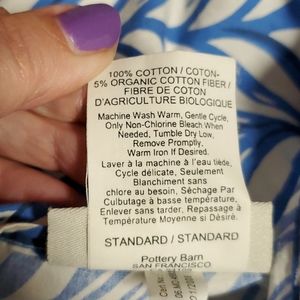 100% COTTON / COTON-
5% ORGANIC COTTON FIBER /
FIBRE DE COTON
D'AGRICULTURE BIOLOGIQUE
Machine Wash Warm, Gentle Cycle,
Only Non-Chlorine Bleach When
Needed, Tumble Dry Low,
Remove Promptly,
Warm Iron If Desired.
Laver à la machine à l'eau tiède,
Cycle délicate, Seulement
Blanchiment sans
chlore au besoin, Séchage Par
Culbutage à basse température,
Enlever sans tarder, Repassage à
Température Moyenne si Désiré.
STANDARD / STANDARD
Pottery Barn
SAN FRANCISCO